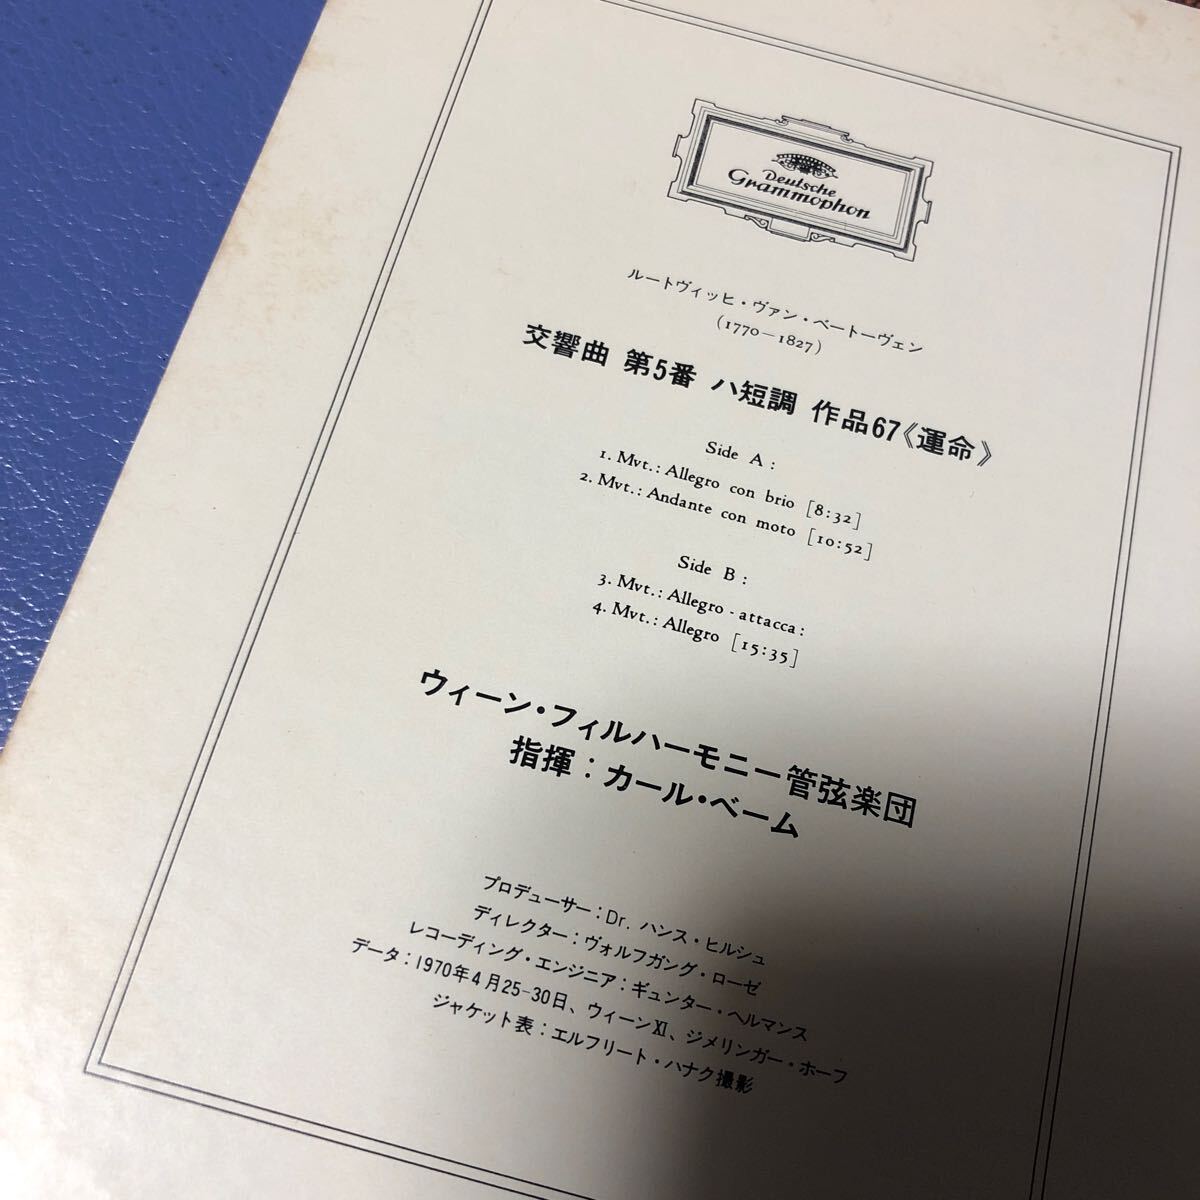 Deutsche
Grammophon
ルートヴィッヒ・ヴァン・ベートーヴェン
(1770—1827)
交響曲 第5番 ハ短調 作品67《運命》
Side A :
1. Mvt.: Allegro con brio [8:32]
2. Mvt.: Andante con moto [10:52]
Side B :
3. Mvt.: Allegro - attacca:
4. Mvt.: Allegro [15:35]
ウィーン・フィルハーモニー管弦楽団
指揮：カール・ベーム
プロデューサー：Dr. ハンス・ヒルシュ
ディレクター：ヴォルフガング・ローゼ
レコーディング・エンジニア：ギュンター・ヘルマンス
データ：1970年4月25-30日、ウィーンⅪ、ジメリンガー・ホーフ
ジャケット表：エルフリート・ハナク撮影